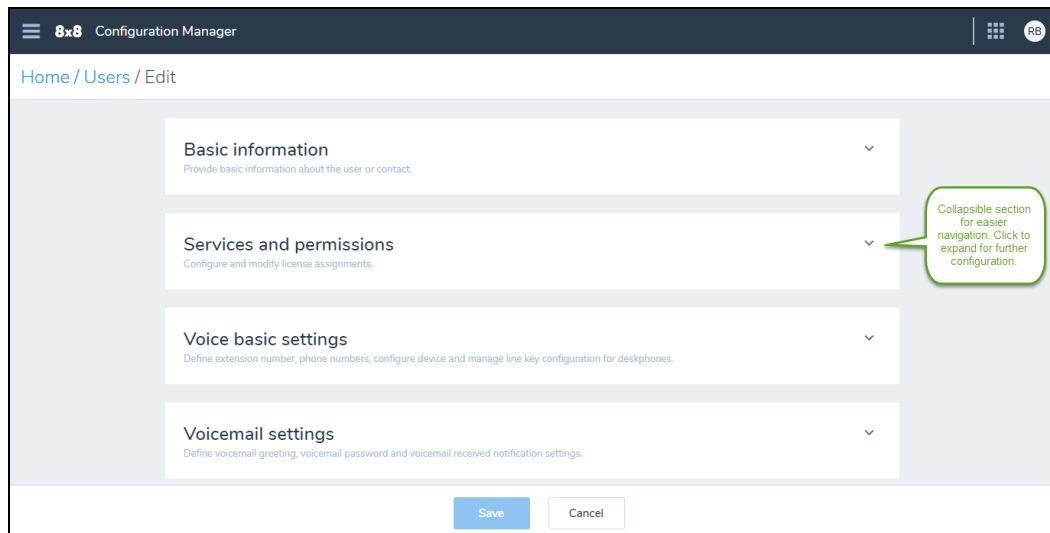 8x8 Configuration Manager
RB
Home / Users / Edit
Basic information
Provide basic information about the user or contact.
Services and permissions
Configure and modify license assignments.
Collapsible section
for easier
navigation. Click to
expand for further
configuration.
Voice basic settings
Define extension number, phone numbers, configure device and manage line key configuration for deskphones.
Voicemail settings
Define voicemail greeting, voicemail password and voicemail received notification settings.
Save
Cancel